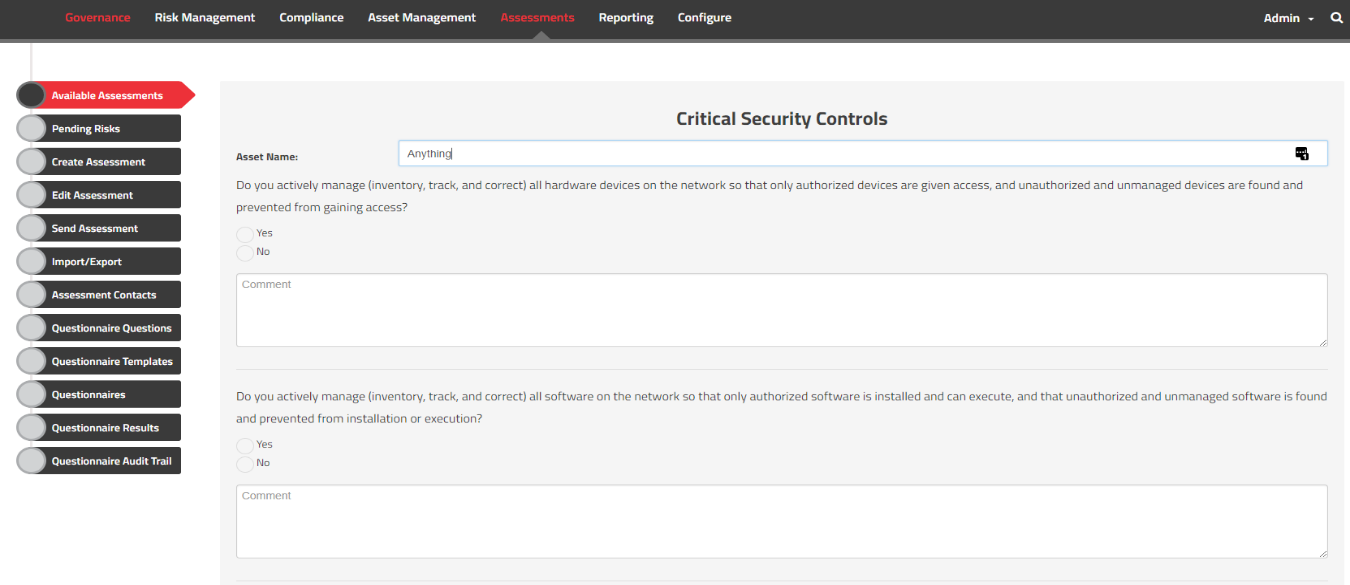 Governance Risk Management Compliance Asset Management Assessments Reporting Configure Admin
Available Assessments
Pending Risks
Create Assessment
Edit Assessment
Send Assessment
Import/Export
Assessment Contacts
Questionnaire Questions
Questionnaire Templates
Questionnaires
Questionnaire Results
Questionnaire Audit Trail
Critical Security Controls
Asset Name: Anything
Do you actively manage (inventory, track, and correct) all hardware devices on the network so that only authorized devices are given access, and unauthorized and unmanaged devices are found and
prevented from gaining access?
Yes
No
Comment
Do you actively manage (inventory, track, and correct) all software on the network so that only authorized software is installed and can execute, and that unauthorized and unmanaged software is found
and prevented from installation or execution?
Yes
No
Comment